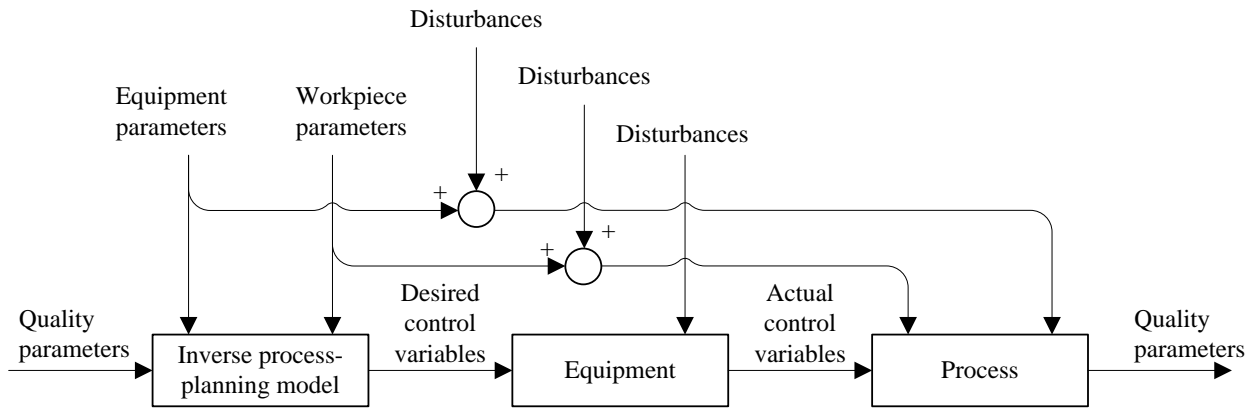 Disturbances
Disturbances
Equipment
parameters
Workpiece
parameters
Disturbances
+
+
+
+
Quality
parameters
Inverse process-
planning model
Desired
control
variables
Equipment
Actual
control
variables
Process
Quality
parameters